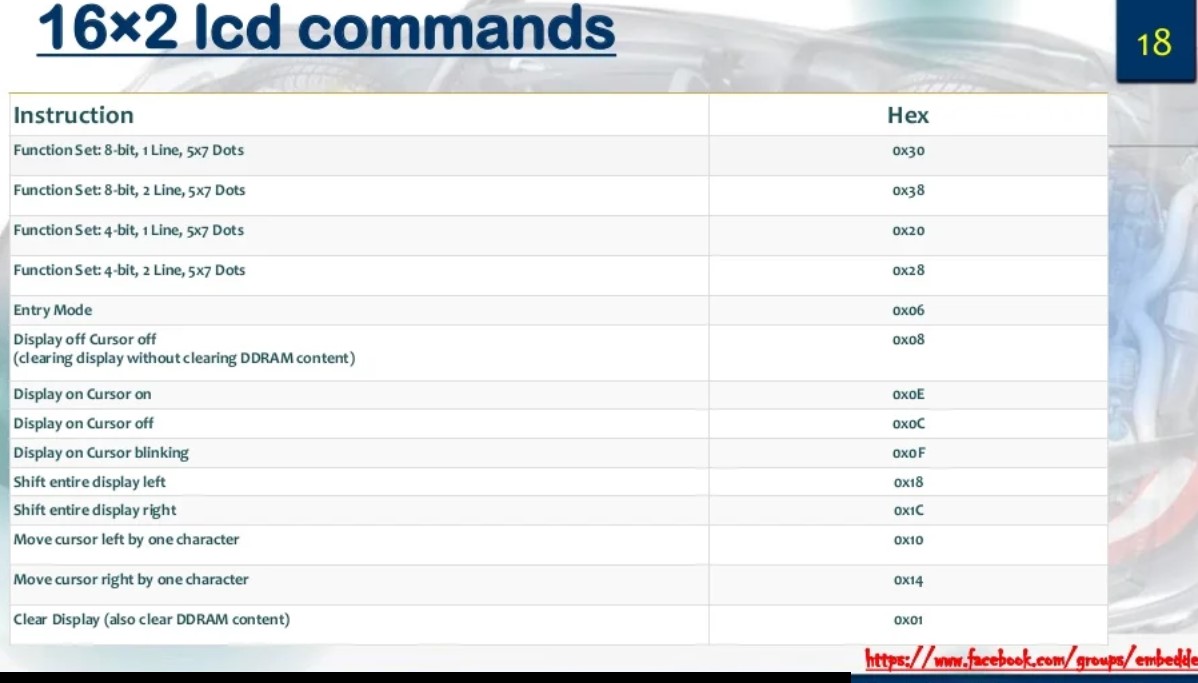 16×2 lcd commands
18
Instruction Hex
Function Set: 8-bit, 1 Line, 5x7 Dots 0x30
Function Set: 8-bit, 2 Line, 5x7 Dots 0x38
Function Set: 4-bit, 1 Line, 5x7 Dots 0x20
Function Set: 4-bit, 2 Line, 5x7 Dots 0x28
Entry Mode 0x06
Display off Cursor off 0x08
(clearing display without clearing DDRAM content)
Display on Cursor on 0x0E
Display on Cursor off 0x0C
Display on Cursor blinking 0x0F
Shift entire display left 0x18
Shift entire display right 0x1C
Move cursor left by one character 0x10
Move cursor right by one character 0x14
Clear Display (also clear DDRAM content) 0x01
https://www.facebook.com/groups/embedde